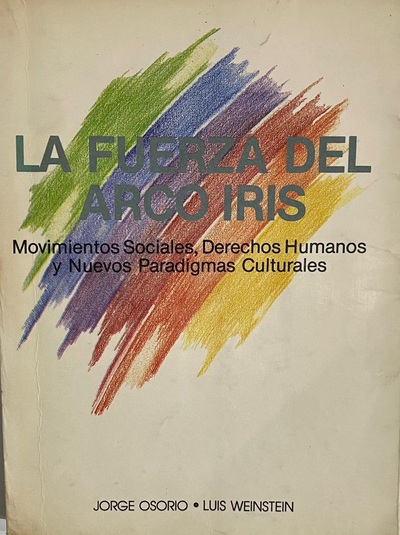 LA FUERZA DEL
ARCO IRIS
Movimientos Sociales, Derechos Humanos
y Nuevos Paradigmas Culturales
JORGE OSORIO • LUIS WEINSTEIN